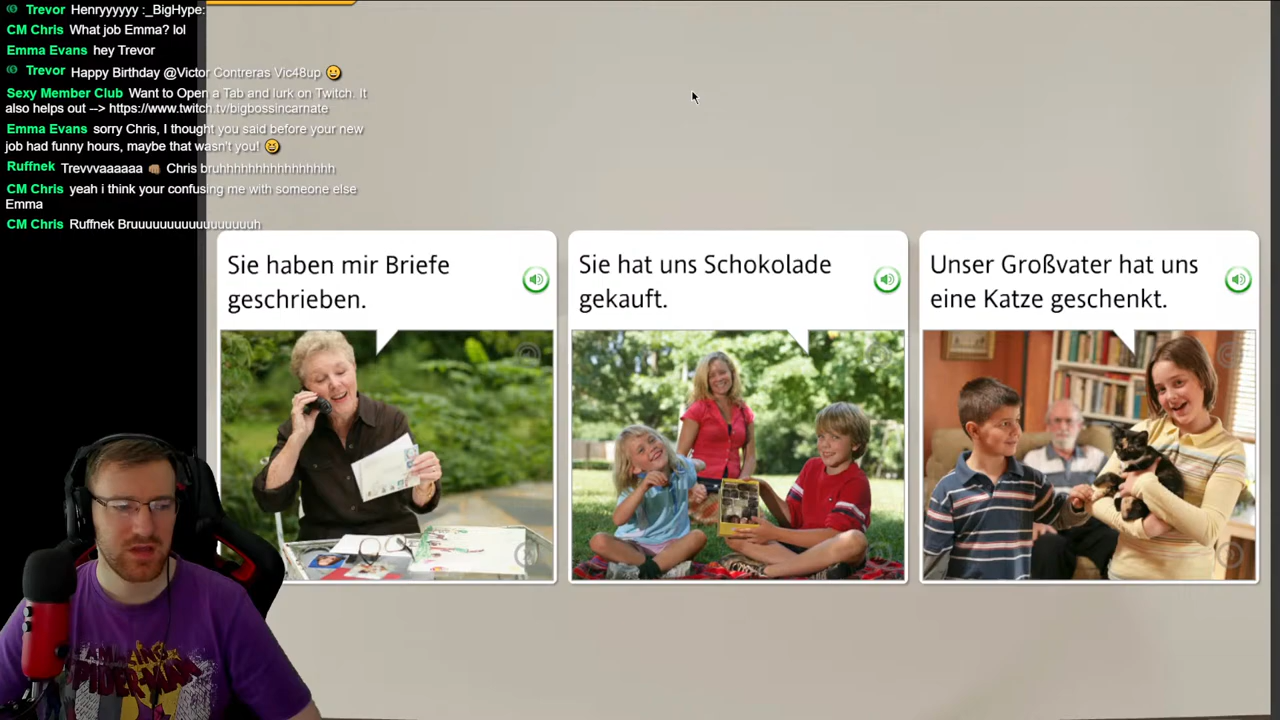 Trevor Henryyyyyy :_BigHype:
CM Chris What job Emma? lol
Emma Evans hey Trevor
Trevor Happy Birthday @Victor Contreras Vic48up 😀
Sexy Member Club Want to Open a Tab and lurk on Twitch. It
also helps out --> https://www.twitch.tv/bigbossincarnate
Emma Evans sorry Chris, I thought you said before your new
job had funny hours, maybe that wasn't you! 😆
Ruffnek Trevvvaaaaaa 👊🏽 Chris bruhhhhhhhhhhhhhhhh
CM Chris yeah i think your confusing me with someone else
Emma
CM Chris Ruffnek Bruuuuuuuuuuuuuuuuuh
Sie haben mir Briefe
geschrieben.
Sie hat uns Schokolade
gekauft.
Unser Großvater hat uns
eine Katze geschenkt.